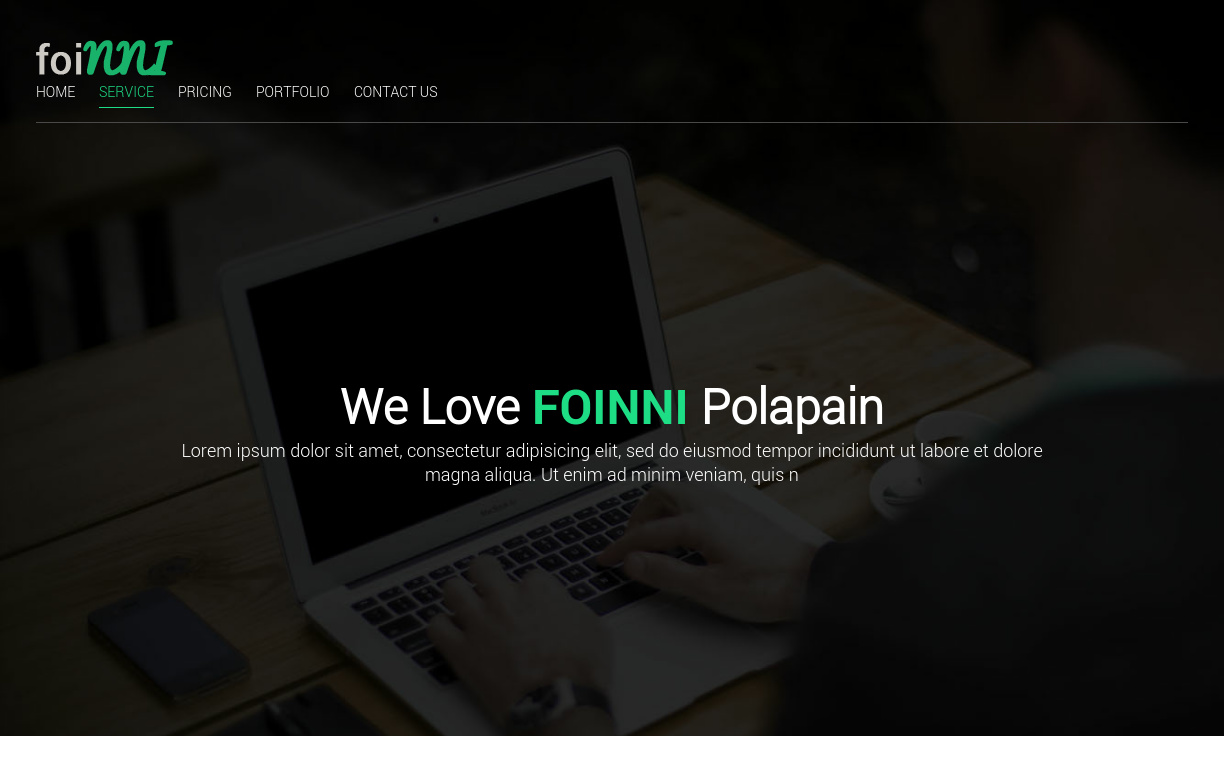 foiNNI
HOME SERVICE PRICING PORTFOLIO CONTACT US
We Love FOINNI Polapain
Lorem ipsum dolor sit amet, consectetur adipisicing elit, sed do eiusmod tempor incididunt ut labore et dolore
magna aliqua. Ut enim ad minim veniam, quis n